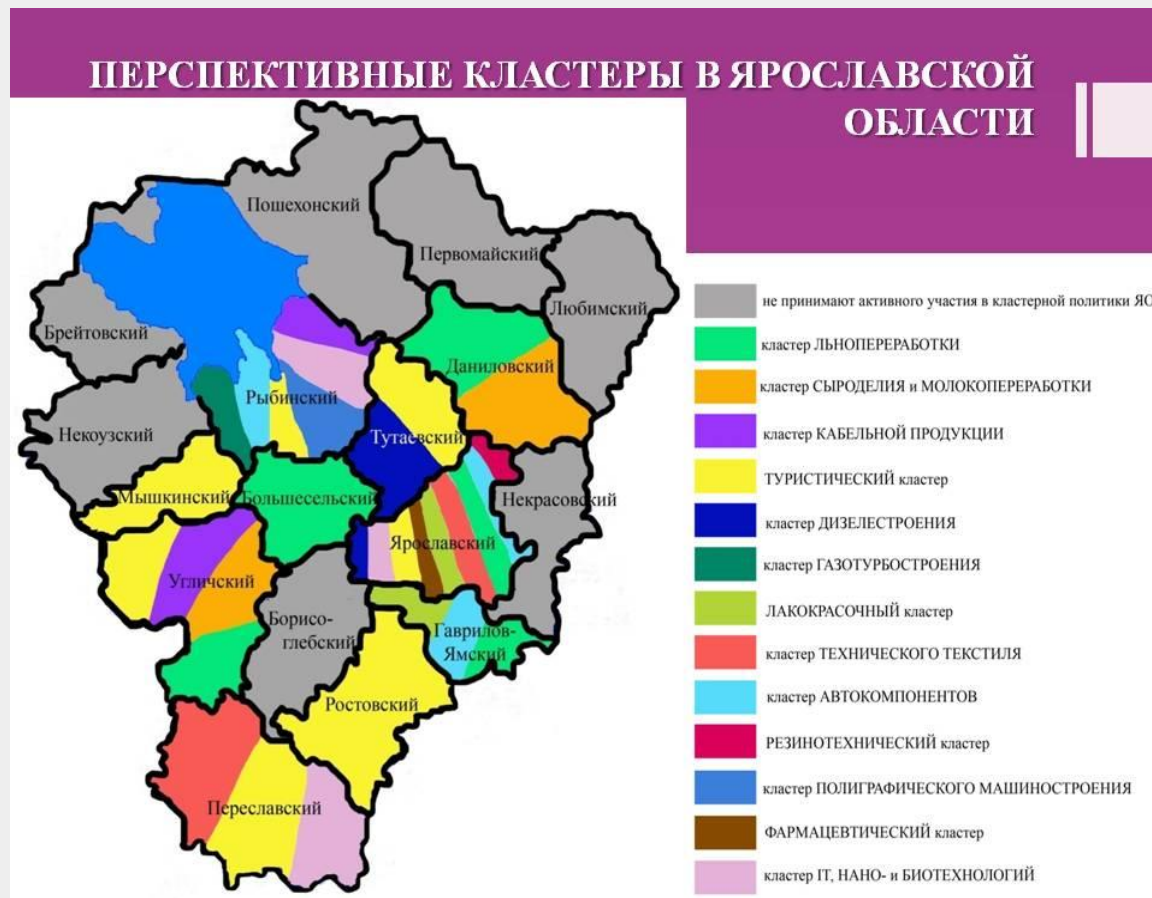 ПЕРСПЕКТИВНЫЕ КЛАСТЕРЫ В ЯРОСЛАВСКОЙ
ОБЛАСТИ
Пошехонский
Первомайский
Любимский
Брейтовский
Даниловский
Рыбинский
Некоузский
Тутаевский
Мышкинский
Большесельский
Некрасовский
Ярославский
Угличский
Борисо-
глебский
Гаврилов-
Ямский
Ростовский
Переславский
не принимают активного участия в кластерной политики ЯО
кластер ЛЬНОПЕРЕРАБОТКИ
кластер СЫРОДЕЛИЯ и МОЛОКОПЕРЕРАБОТКИ
кластер КАБЕЛЬНОЙ ПРОДУКЦИИ
ТУРИСТИЧЕСКИЙ кластер
кластер ДИЗЕЛЕСТРОЕНИЯ
кластер ГАЗОТУРБОСТРОЕНИЯ
ЛАКОКРАСОЧНЫЙ кластер
кластер ТЕХНИЧЕСКОГО ТЕКСТИЛЯ
кластер АВТОКОМПОНЕНТОВ
РЕЗИНОТЕХНИЧЕСКИЙ кластер
кластер ПОЛИГРАФИЧЕСКОГО МАШИНОСТРОЕНИЯ
ФАРМАЦЕВТИЧЕСКИЙ кластер
кластер IT, НАНО- и БИОТЕХНОЛОГИЙ